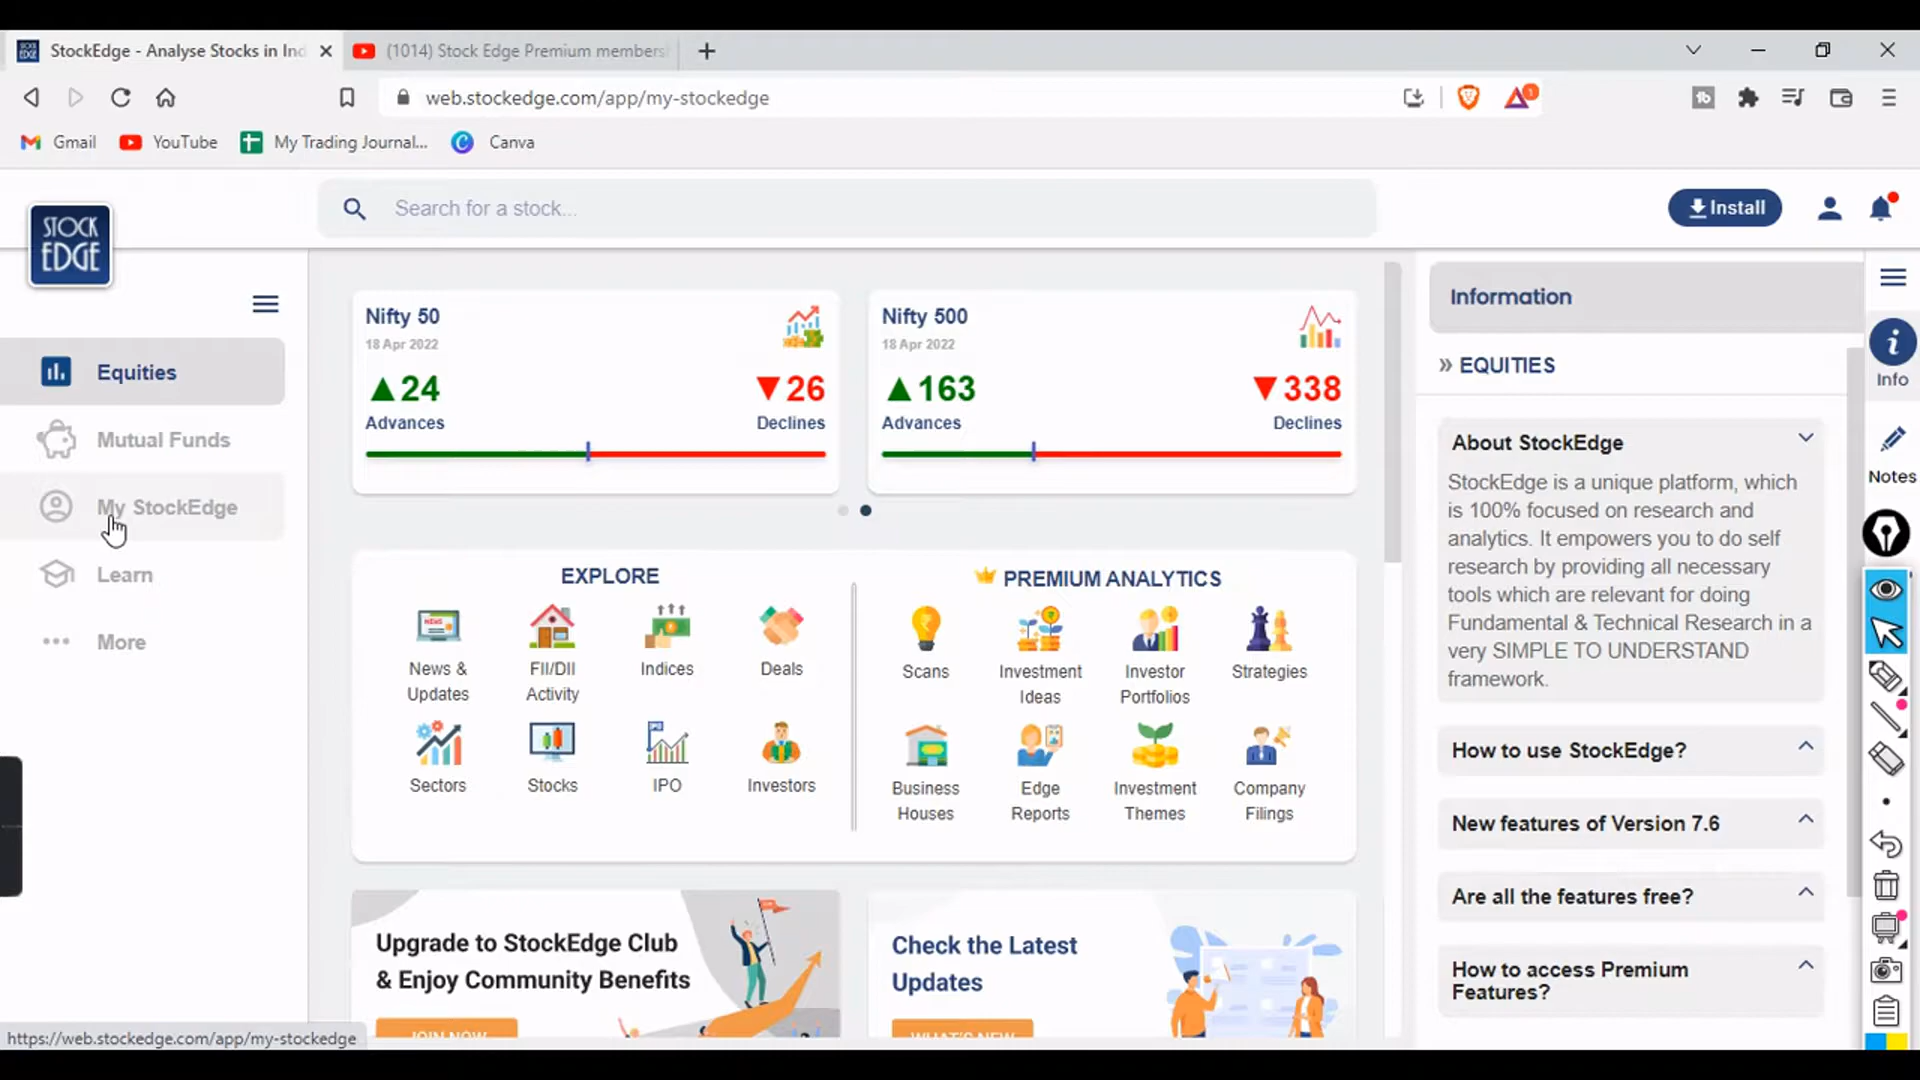 StockEdge - Analyse Stocks in Ind
(1014) Stock Edge Premium membersh
web.stockedge.com/app/my-stockedge
1
Gmail
YouTube
My Trading Journal...
Canva
STOCK
EDGE
Search for a stock...
Install
Equities
Mutual Funds
My StockEdge
Learn
More
Nifty 50
18 Apr 2022
▲24
▼26
Advances
Declines
Nifty 500
18 Apr 2022
▲163
▼338
Advances
Declines
EXPLORE
NEWS
News &
Updates
FII/DII
Activity
Indices
Deals
Sectors
Stocks
IPO
Investors
PREMIUM ANALYTICS
Scans
Investment
Ideas
Investor
Portfolios
Strategies
Business
Houses
Edge
Reports
Investment
Themes
Company
Filings
Upgrade to StockEdge Club
& Enjoy Community Benefits
JOIN NOW
Check the Latest
Updates
WHAT'S NEW
Information
» EQUITIES
About StockEdge
StockEdge is a unique platform, which
is 100% focused on research and
analytics. It empowers you to do self
research by providing all necessary
tools which are relevant for doing
Fundamental & Technical Research in a
very SIMPLE TO UNDERSTAND
framework.
How to use StockEdge?
New features of Version 7.6
Are all the features free?
How to access Premium
Features?
Info
Notes
https://web.stockedge.com/app/my-stockedge